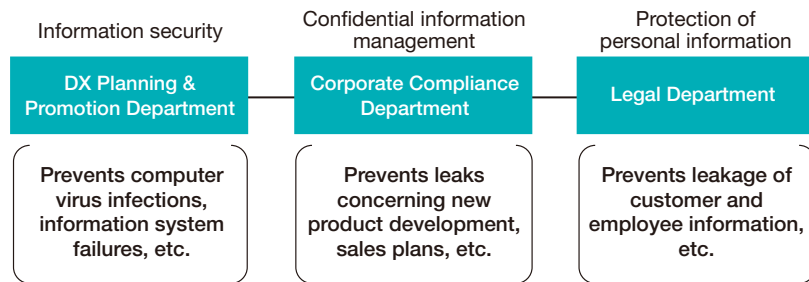 Information security
DX Planning &
Promotion Department
Prevents computer
virus infections,
information system
failures, etc.
Confidential information
management
Corporate Compliance
Department
Prevents leaks
concerning new
product development,
sales plans, etc.
Protection of
personal information
Legal Department
Prevents leakage of
customer and
employee information,
etc.